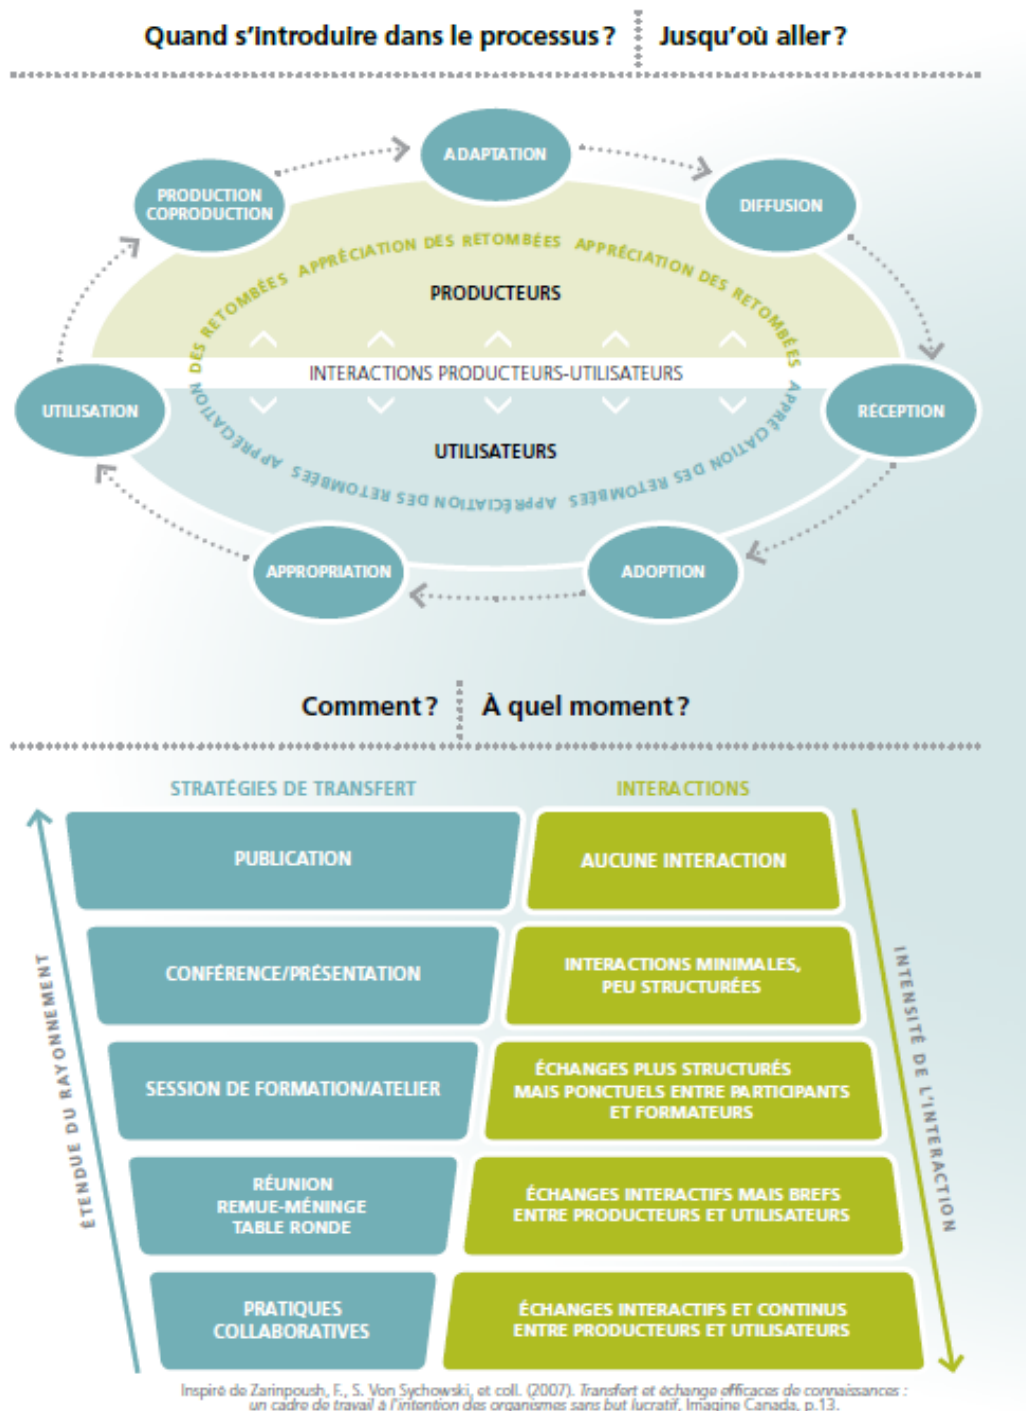 Quand s'introduire dans le processus ?
Jusqu'où aller ?
ADAPTATION
PRODUCTION
COPRODUCTION
DIFFUSION
APPRÉCIATION DES RETOMBÉES APPRÉCIATION DES RETOMBÉES APPRÉCIATION DES RETOMBÉES APPRÉCIATION DES RETOMBÉES APPRÉCIATION DES RETOMBÉES
PRODUCTEURS
INTERACTIONS PRODUCTEURS-UTILISATEURS
UTILISATION
RÉCEPTION
UTILISATEURS
APPROPRIATION
ADOPTION
Comment ?
À quel moment ?
STRATÉGIES DE TRANSFERT
INTERACTIONS
PUBLICATION
AUCUNE INTERACTION
CONFÉRENCE/PRÉSENTATION
INTERACTIONS MINIMALES,
PEU STRUCTURÉES
SESSION DE FORMATION/ATELIER
ÉCHANGES PLUS STRUCTURÉS
MAIS PONCTUELS ENTRE PARTICIPANTS
ET FORMATEURS
RÉUNION
REMUE-MÉNINGE
TABLE RONDE
ÉCHANGES INTERACTIFS MAIS BREFS
ENTRE PRODUCTEURS ET UTILISATEURS
PRATIQUES
COLLABORATIVES
ÉCHANGES INTERACTIFS ET CONTINUS
ENTRE PRODUCTEURS ET UTILISATEURS
ÉTENDUE DU RAYONNEMENT
INTENSITÉ DE L'INTERACTION
Inspiré de Zarinpoush, F., S. Von Sychowski, et coll. (2007). Transfert et échange efficaces de connaissances :
un cadre de travail à l'intention des organismes sans but lucratif, Imagine Canada, p.13.